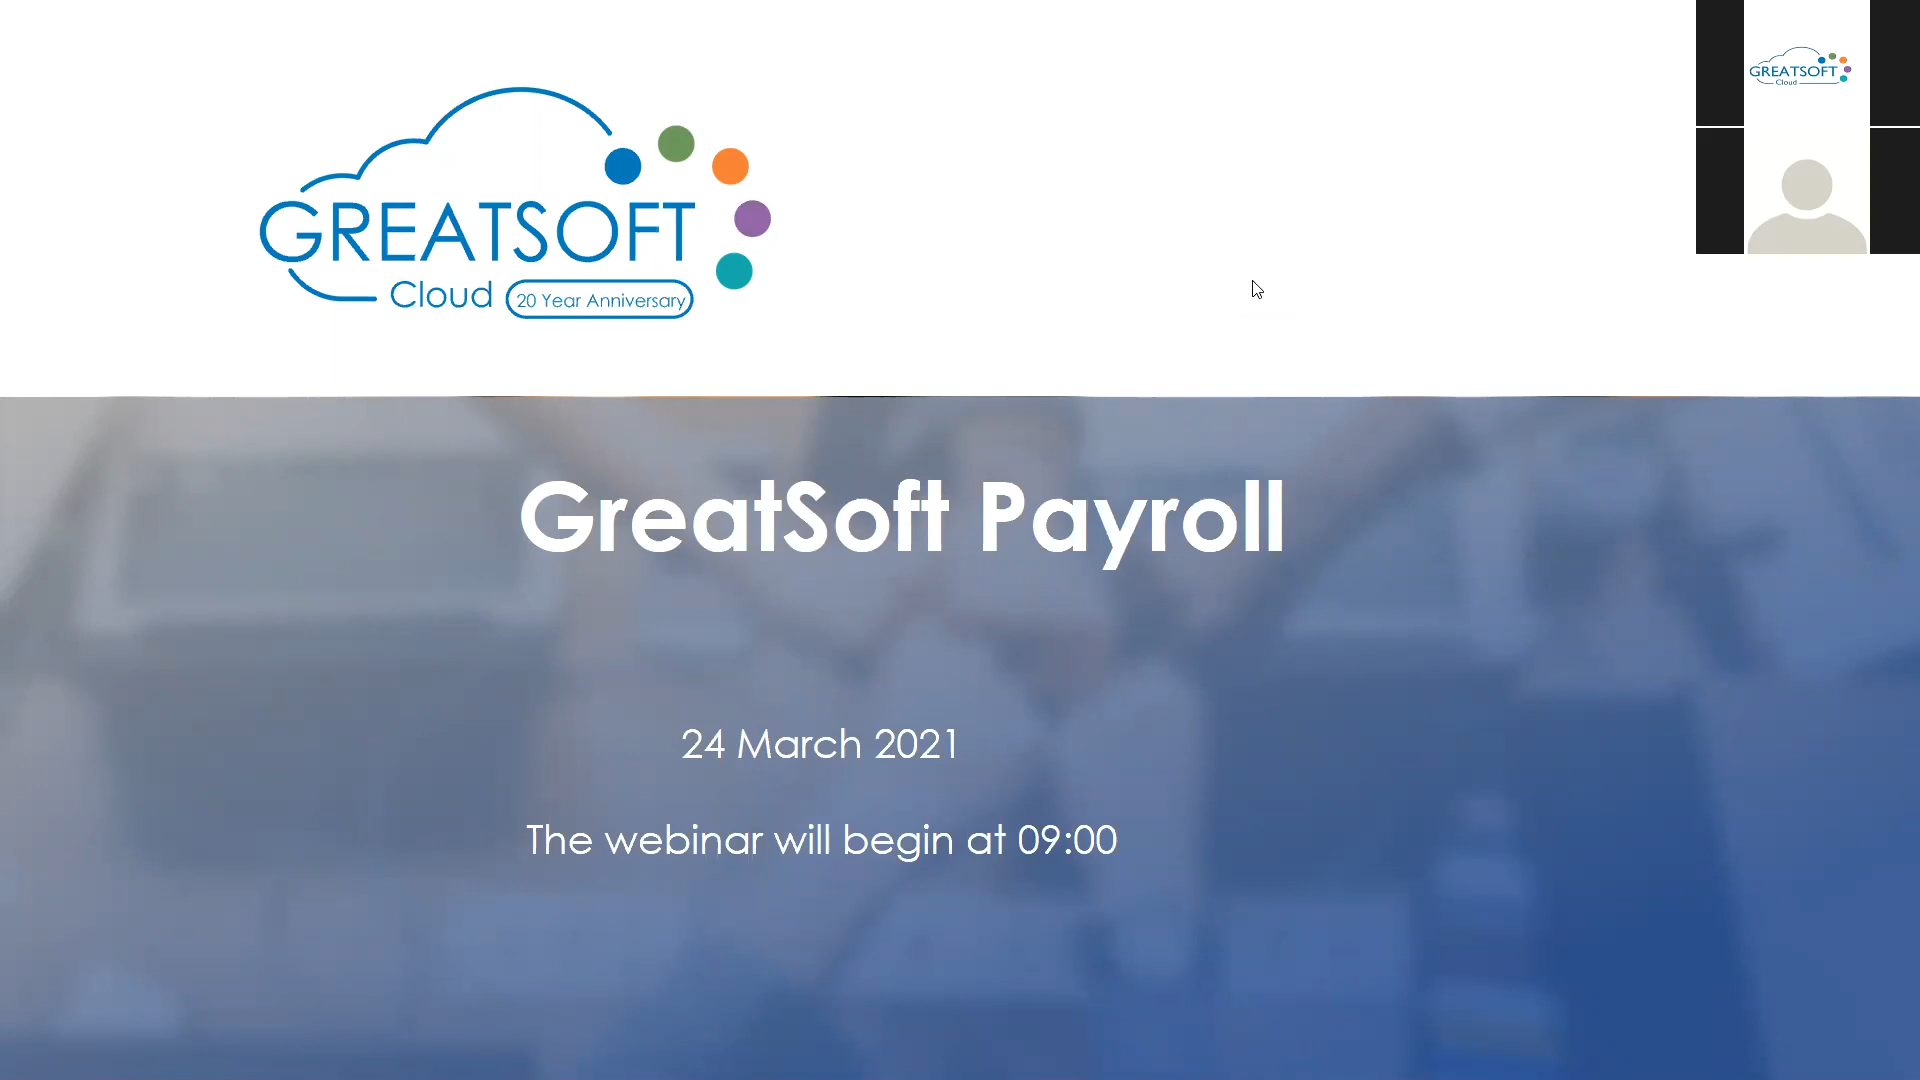 GREATSOFT
Cloud
20 Year Anniversary
GREATSOFT
Cloud
GreatSoft Payroll
24 March 2021
The webinar will begin at 09:00